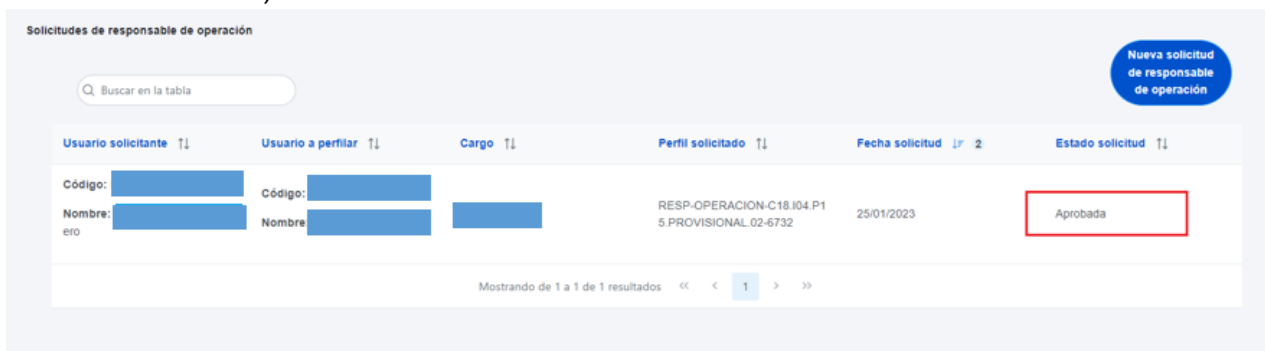 Solicitudes de responsable de operación
Nueva solicitud
de responsable
de operación
Buscar en la tabla
Usuario solicitante
Usuario a perfilar
Cargo
Perfil solicitado
Fecha solicitud 2
Estado solicitud
Código:
Nombre:
ero
Código:
Nombre
RESP-OPERACION-C18.I04.P1
5.PROVISIONAL.02-6732
25/01/2023
Aprobada
Mostrando de 1 a 1 de 1 resultados << < 1 > >>